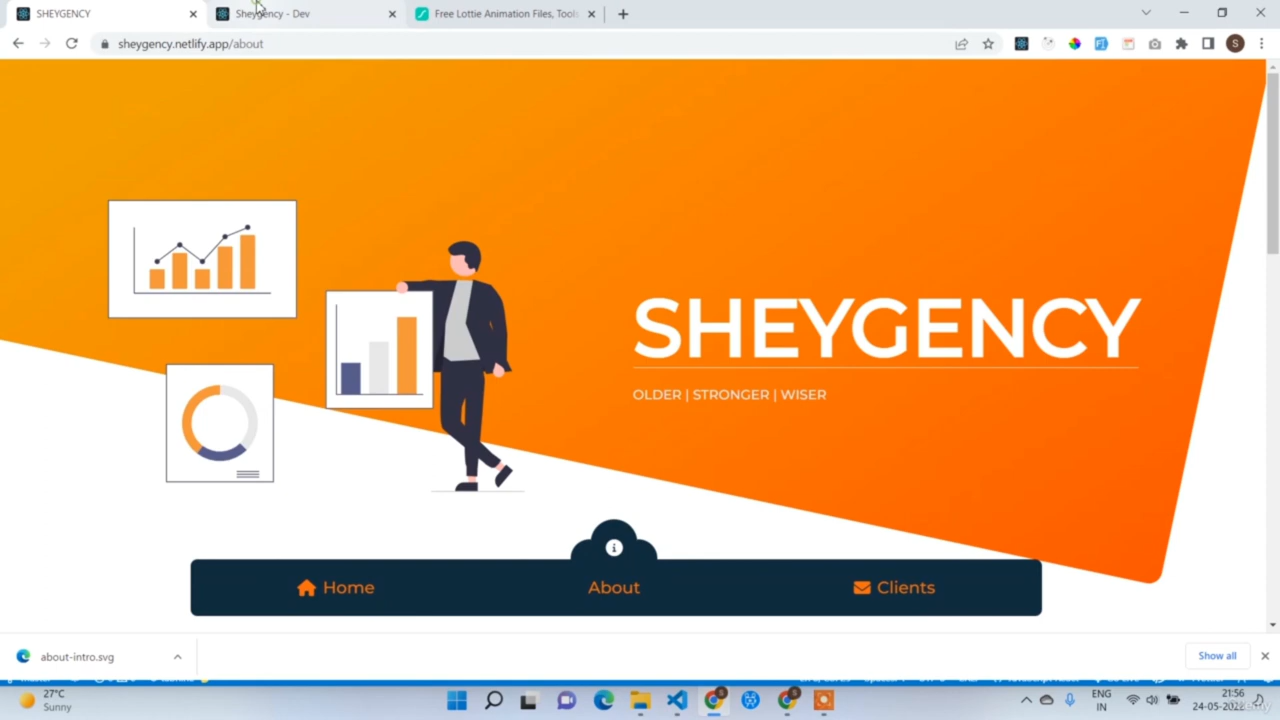 SHEYGENCY
Sheygency - Dev
Free Lottie Animation Files, Tools
sheygency.netlify.app/about
S
SHEYGENCY
OLDER | STRONGER | WISER
Home
About
Clients
about-intro.svg
Show all
27°C
Sunny
ENG
IN
21:56
24-05-2022